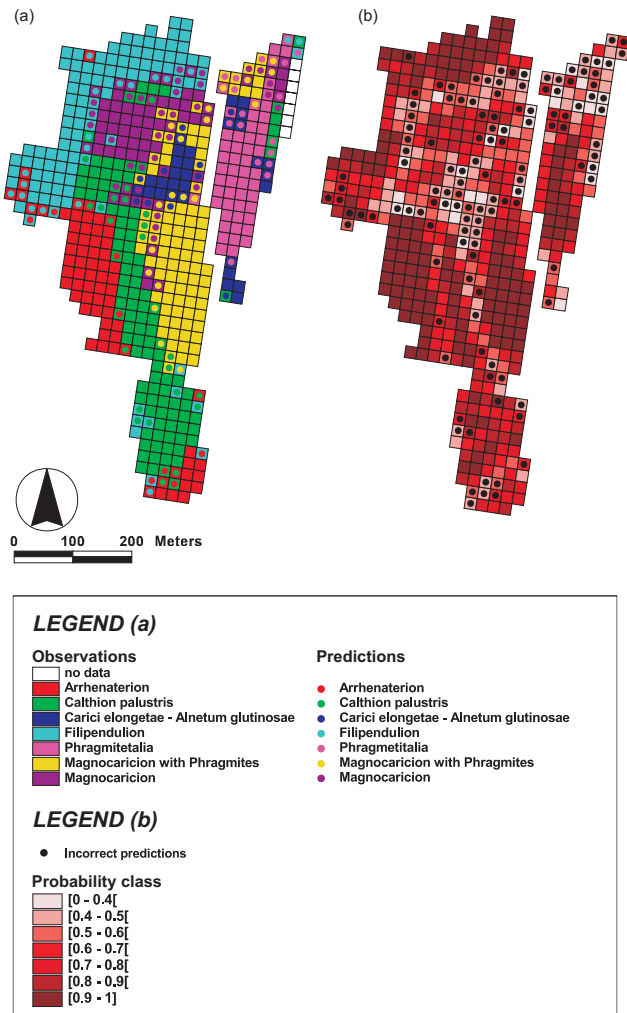 (a)
(b)
0 100 200 Meters
LEGEND (a)
Observations
no data
Arrhenaterion
Calthion palustris
Carici elongetae - Alnetum glutinosae
Filipendulion
Phragmitetalia
Magnocaricion with Phragmites
Magnocaricion
Predictions
Arrhenaterion
Calthion palustris
Carici elongetae - Alnetum glutinosae
Filipendulion
Phragmetitalia
Magnocaricion with Phragmites
Magnocaricion
LEGEND (b)
Incorrect predictions
Probability class
[0 - 0.4[
[0.4 - 0.5[
[0.5 - 0.6[
[0.6 - 0.7[
[0.7 - 0.8[
[0.8 - 0.9[
[0.9 - 1]